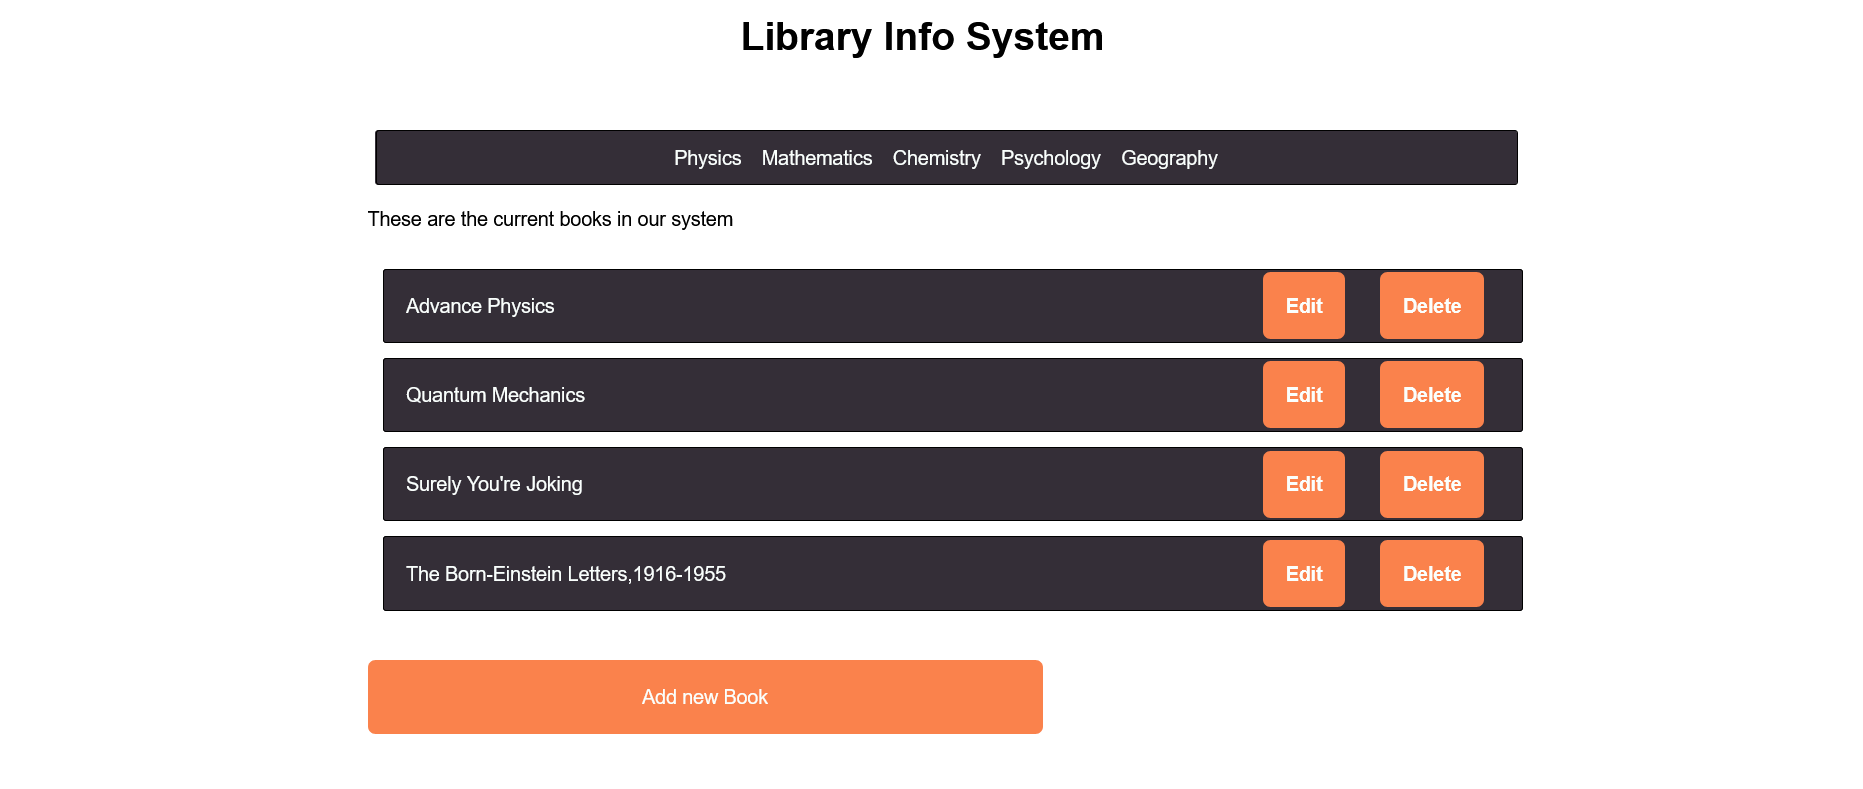 Library Info System
Physics Mathematics Chemistry Psychology Geography
These are the current books in our system
Advance Physics Edit Delete
Quantum Mechanics Edit Delete
Surely You're Joking Edit Delete
The Born-Einstein Letters,1916-1955 Edit Delete
Add new Book